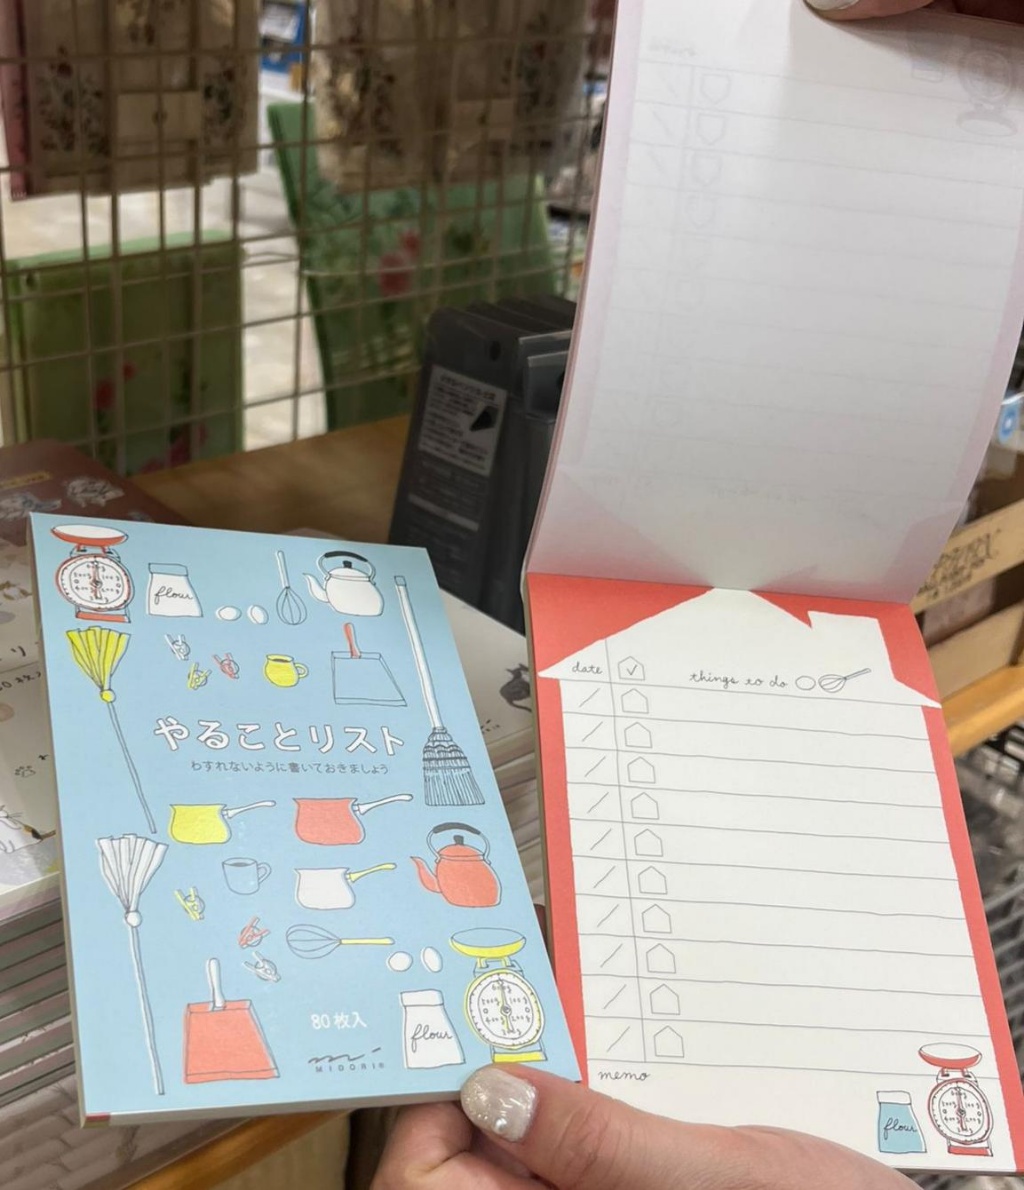 flour
やることリスト
わすれないように書いておきましょう
80枚入
MIDORI
flour
date
things to do
memo
flour